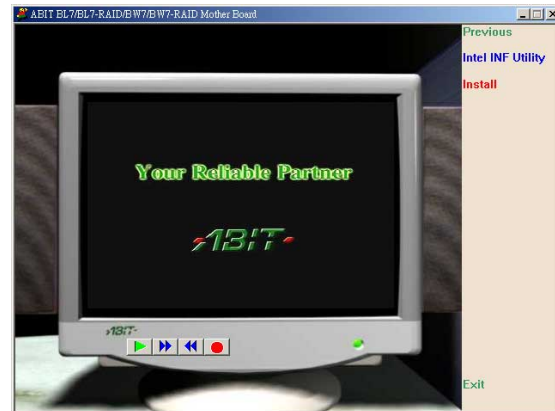 ABIT BL7/BL7-RAID/BW7/BW7-RAID Mother Board
Previous
Intel INF Utility
Install
Your Reliable Partner
ABIT
ABIT
Exit